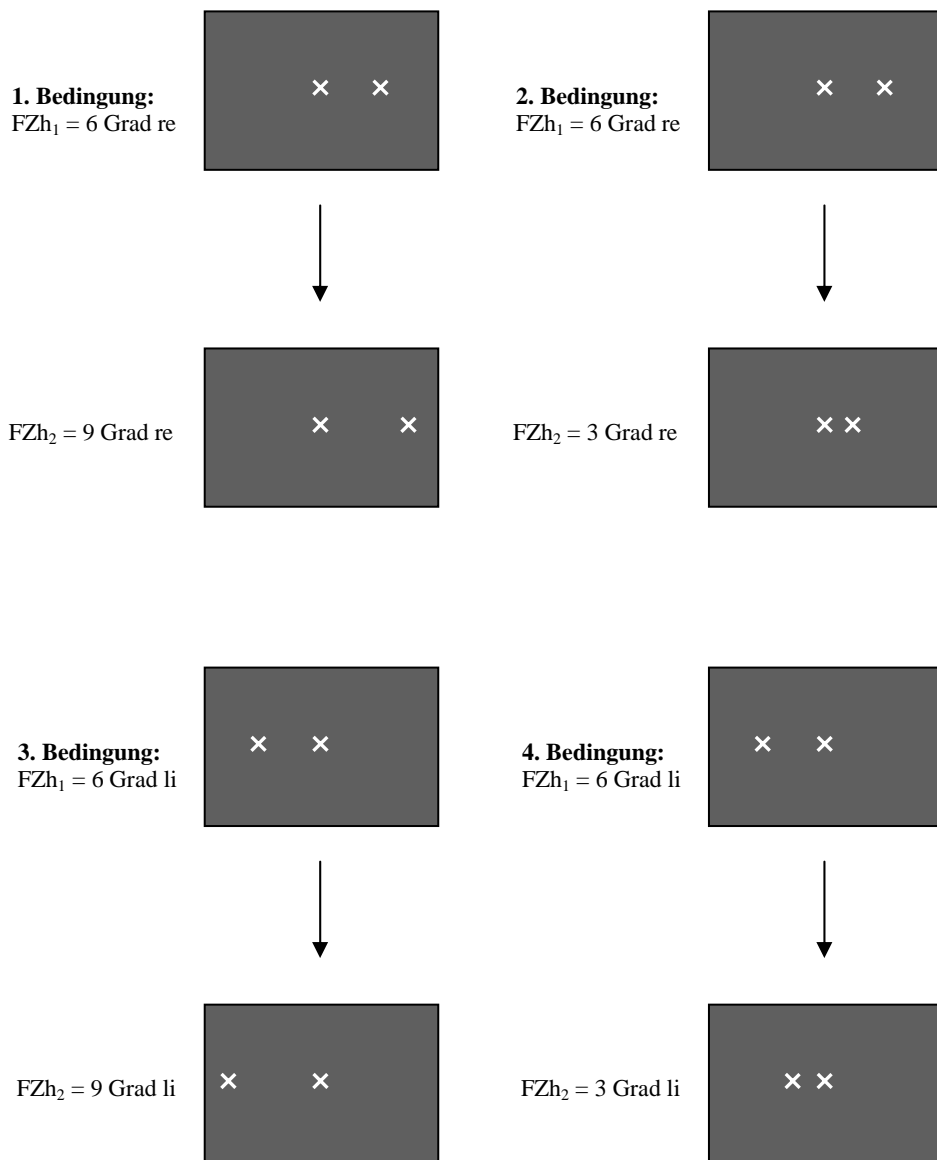 1. Bedingung:
FZh₁ = 6 Grad re
2. Bedingung:
FZh₁ = 6 Grad re
FZh₂ = 9 Grad re
FZh₂ = 3 Grad re
3. Bedingung:
FZh₁ = 6 Grad li
4. Bedingung:
FZh₁ = 6 Grad li
FZh₂ = 9 Grad li
FZh₂ = 3 Grad li